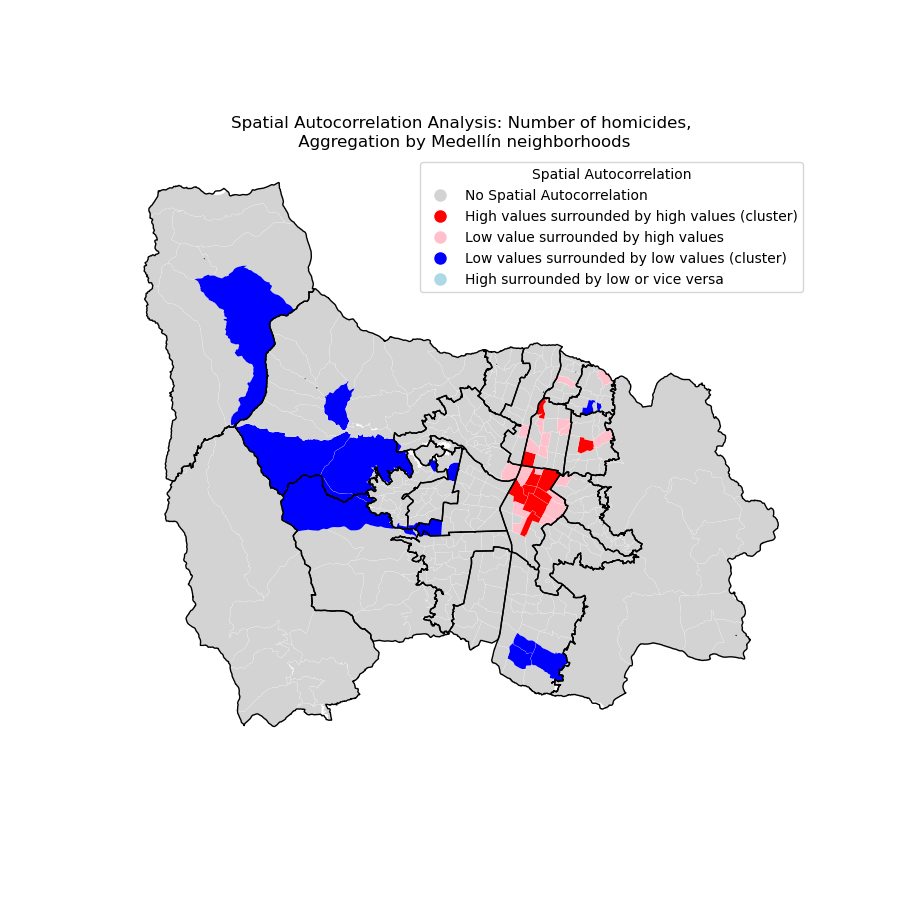 Spatial Autocorrelation Analysis: Number of homicides,
Aggregation by Medellín neighborhoods
Spatial Autocorrelation
No Spatial Autocorrelation
High values surrounded by high values (cluster)
Low value surrounded by high values
Low values surrounded by low values (cluster)
High surrounded by low or vice versa